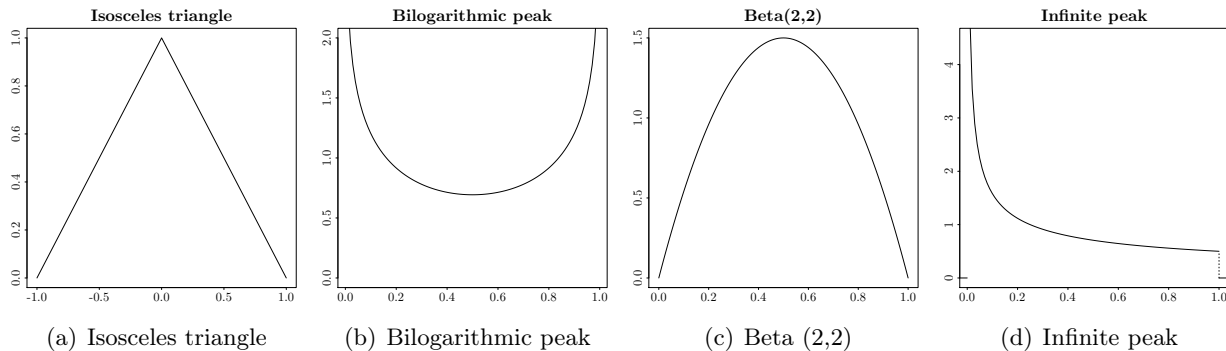 Isosceles triangle
1.0
0.8
0.6
0.4
0.2
0.0
-1.0 -0.5 0.0 0.5 1.0
(a) Isosceles triangle
Bilogarithmic peak
2.0
1.5
1.0
0.5
0.0
0.0 0.2 0.4 0.6 0.8 1.0
(b) Bilogarithmic peak
Beta(2,2)
1.5
1.0
0.5
0.0
0.0 0.2 0.4 0.6 0.8 1.0
(c) Beta (2,2)
Infinite peak
4
3
2
1
0
0.0 0.2 0.4 0.6 0.8 1.0
(d) Infinite peak